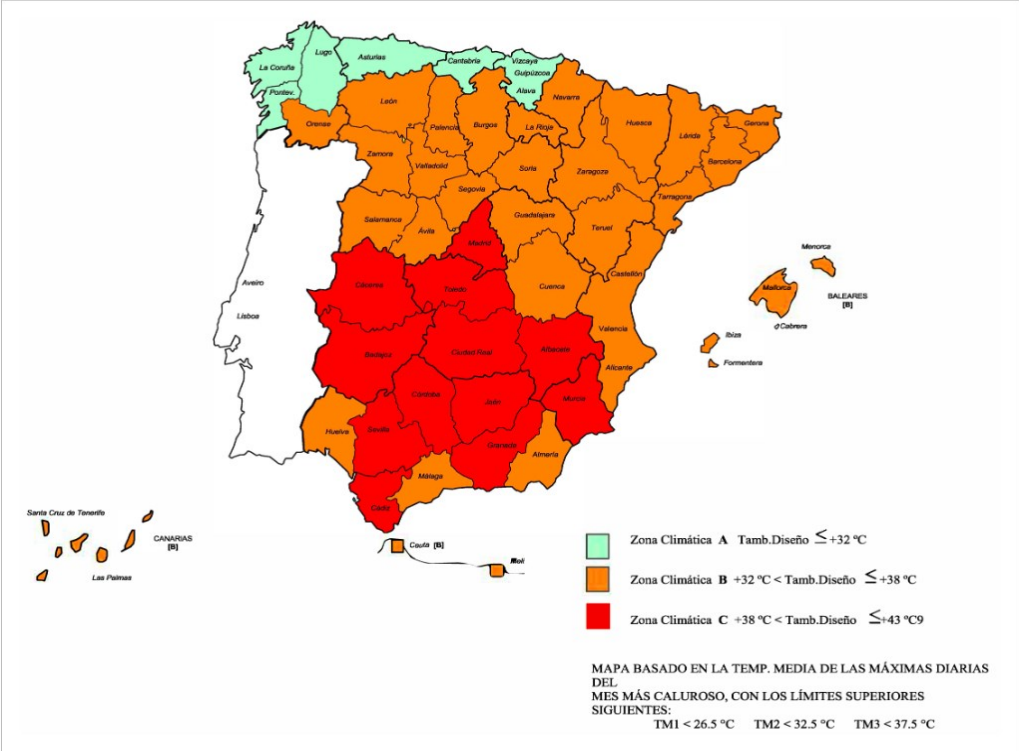 La Coruña
Lugo
Asturias
Cantabria
Vizcaya
Guipúzcoa
Alava
Pontev.
Orense
León
Palencia
Burgos
La Rioja
Navarra
Huesca
Lérida
Gerona
Barcelona
Zamora
Valladolid
Soria
Zaragoza
Tarragona
Segovia
Salamanca
Ávila
Guadalajara
Teruel
Madrid
Castellón
Menorca
Mallorca
BALEARES
[B]
Cabrera
Cáceres
Toledo
Cuenca
Aveiro
Lisboa
Valencia
Ibiza
Formentera
Badajoz
Ciudad Real
Albacete
Alicante
Córdoba
Jaén
Murcia
Huelva
Sevilla
Granada
Almería
Málaga
Cádiz
Santa Cruz de Tenerife
CANARIAS
[B]
Las Palmas
Ceuta [B]
Zona Climática A Tamb.Diseño ≤+32 ºC
Zona Climática B +32 ºC < Tamb.Diseño ≤+38 ºC
Zona Climática C +38 ºC < Tamb.Diseño ≤+43 ºC9
MAPA BASADO EN LA TEMP. MEDIA DE LAS MÁXIMAS DIARIAS
DEL
MES MÁS CALUROSO, CON LOS LÍMITES SUPERIORES
SIGUIENTES:
TM1 < 26.5 ºC TM2 < 32.5 ºC TM3 < 37.5 ºC